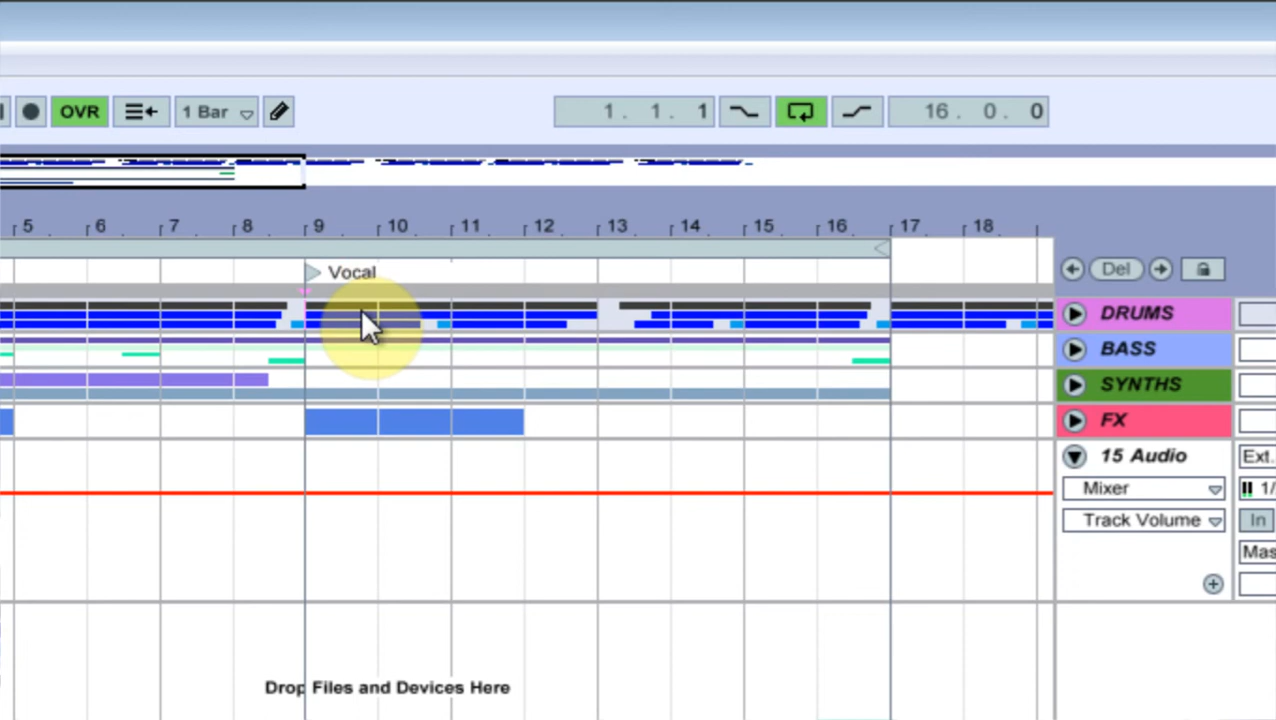 OVR 1 Bar 1. 1. 1 16. 0. 0
5 6 7 8 9 10 11 12 13 14 15 16 17 18
Vocal Del
DRUMS
BASS
SYNTHS
FX
15 Audio Ext.
Mixer 1/
Track Volume In
Mas
Drop Files and Devices Here